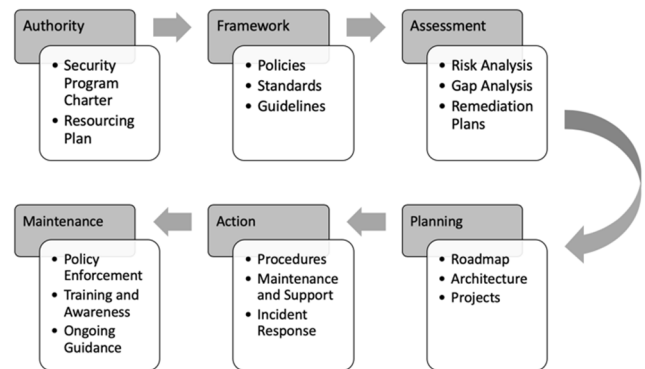 Authority
• Security
Program
Charter
• Resourcing
Plan
Framework
• Policies
• Standards
• Guidelines
Assessment
• Risk Analysis
• Gap Analysis
• Remediation
Plans
Planning
• Roadmap
• Architecture
• Projects
Action
• Procedures
• Maintenance
and Support
• Incident
Response
Maintenance
• Policy
Enforcement
• Training and
Awareness
• Ongoing
Guidance